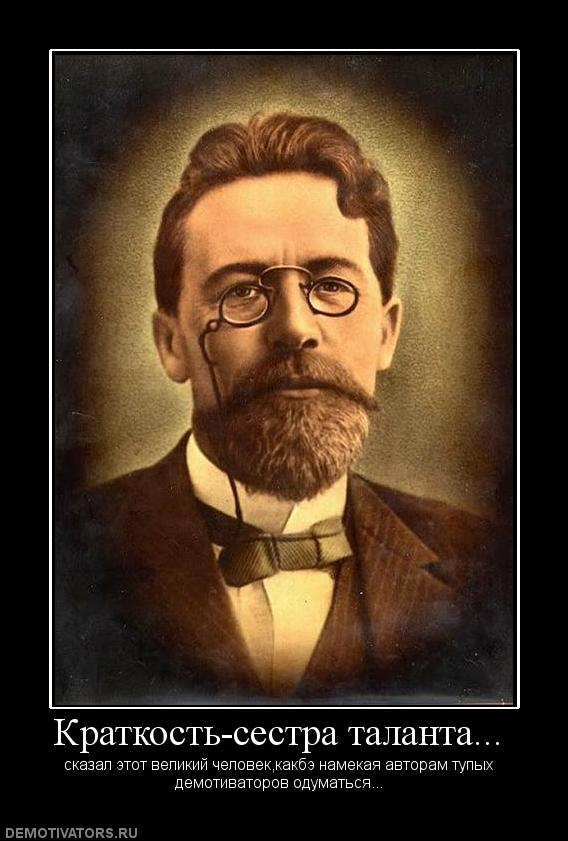 Краткость-сестра таланта...
сказал этот великий человек,какбэ намекая авторам тупых
демотиваторов одуматься...
DEMOTIVATORS.RU